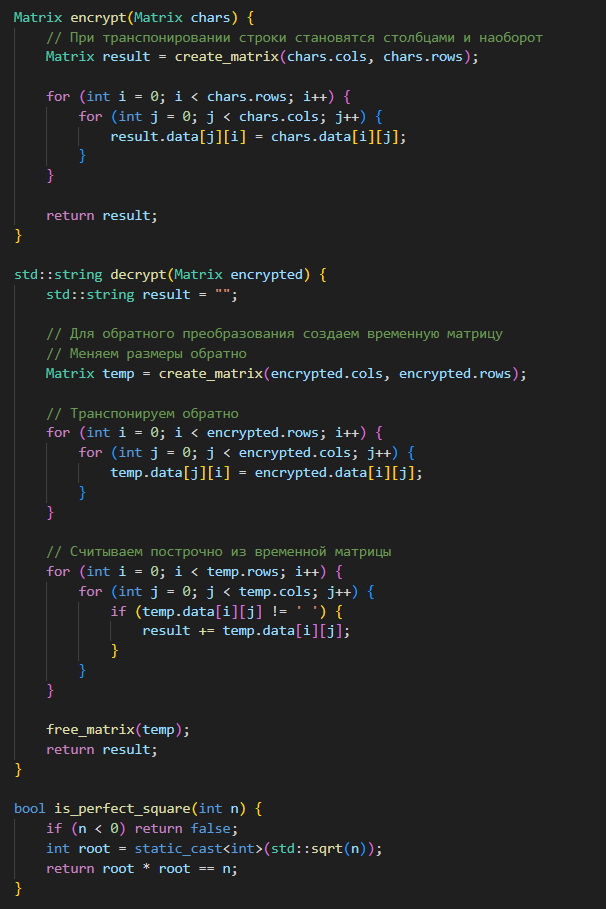 Matrix encrypt(Matrix chars) {
    // При транспонировании строки становятся столбцами и наоборот
    Matrix result = create_matrix(chars.cols, chars.rows);

    for (int i = 0; i < chars.rows; i++) {
        for (int j = 0; j < chars.cols; j++) {
            result.data[j][i] = chars.data[i][j];
        }
    }

    return result;
}

std::string decrypt(Matrix encrypted) {
    std::string result = "";

    // Для обратного преобразования создаем временную матрицу
    // Меняем размеры обратно
    Matrix temp = create_matrix(encrypted.cols, encrypted.rows);

    // Транспонируем обратно
    for (int i = 0; i < encrypted.rows; i++) {
        for (int j = 0; j < encrypted.cols; j++) {
            temp.data[j][i] = encrypted.data[i][j];
        }
    }

    // Считываем построчно из временной матрицы
    for (int i = 0; i < temp.rows; i++) {
        for (int j = 0; j < temp.cols; j++) {
            if (temp.data[i][j] != ' ') {
                result += temp.data[i][j];
            }
        }
    }

    free_matrix(temp);
    return result;
}

bool is_perfect_square(int n) {
    if (n < 0) return false;
    int root = static_cast<int>(std::sqrt(n));
    return root * root == n;
}